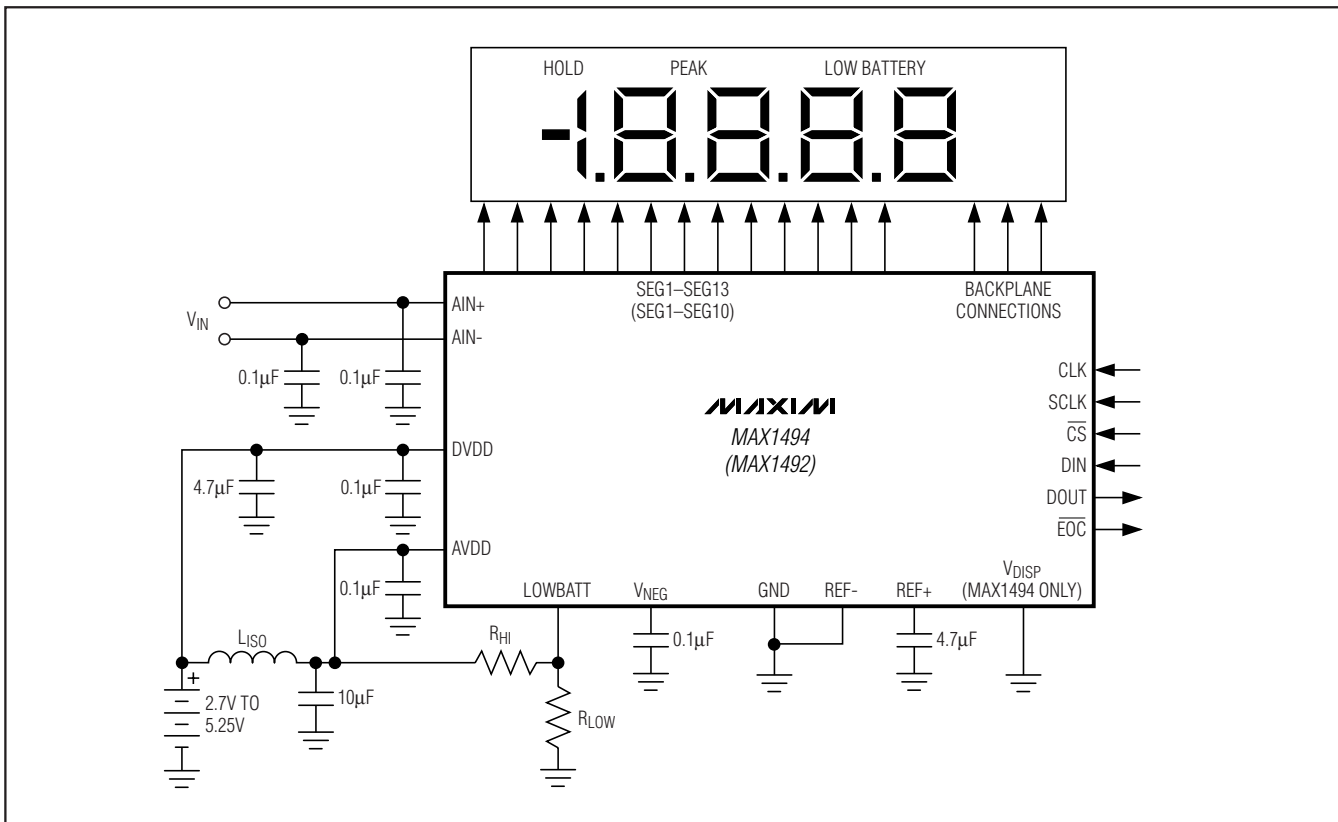 HOLD PEAK LOW BATTERY
-1.8.8.8.8
SEG1–SEG13
(SEG1–SEG10)
BACKPLANE
CONNECTIONS
VIN
AIN+
AIN-
0.1µF 0.1µF
MAXIM
MAX1494
(MAX1492)
CLK
SCLK
CS
DIN
DOUT
EOC
DVDD
4.7µF 0.1µF
AVDD
0.1µF
LOWBATT VNEG GND REF- REF+ VDISP
(MAX1494 ONLY)
LISO
RHI
0.1µF
4.7µF
+
2.7V TO
5.25V
10µF
RLOW